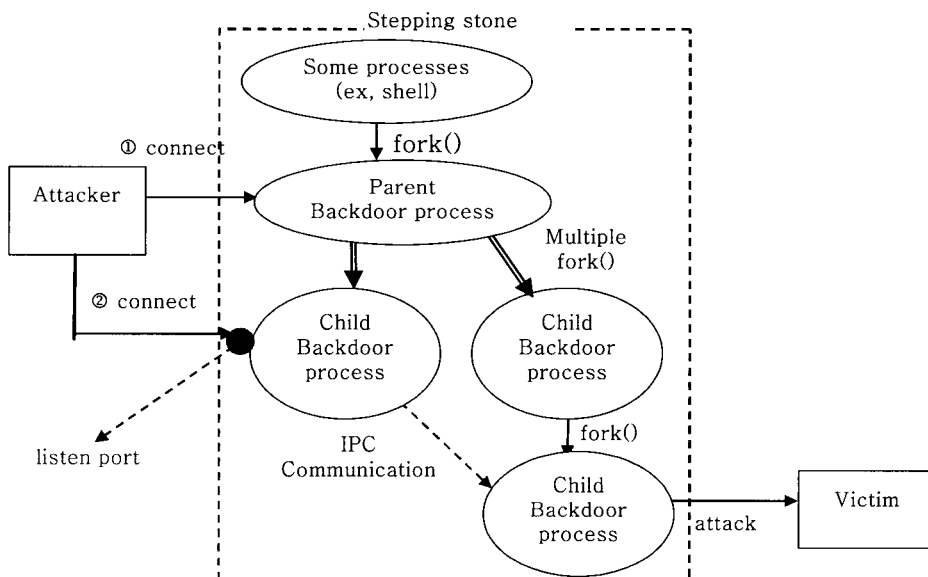 Stepping stone
Some processes
(ex, shell)
fork()
① connect
Attacker
Parent
Backdoor process
Multiple
fork()
② connect
Child
Backdoor
process
Child
Backdoor
process
listen port
IPC
Communication
fork()
Child
Backdoor
process
attack
Victim